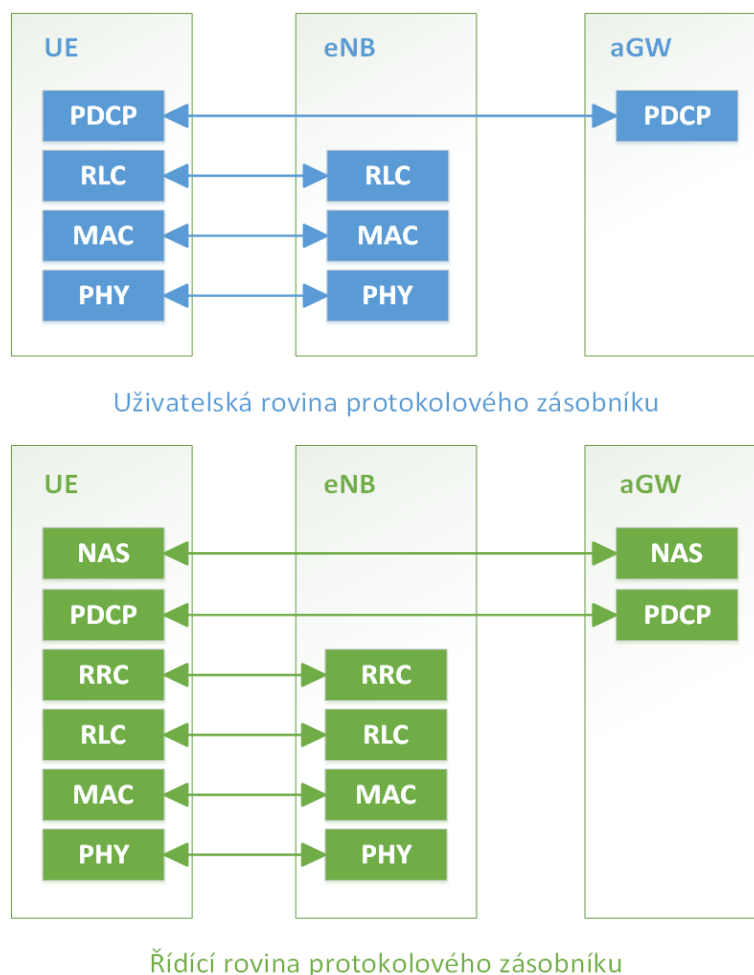 UE eNB aGW
PDCP PDCP
RLC RLC
MAC MAC
PHY PHY
Uživatelská rovina protokolového zásobníku
UE eNB aGW
NAS NAS
PDCP PDCP
RRC RRC
RLC RLC
MAC MAC
PHY PHY
Řídící rovina protokolového zásobníku